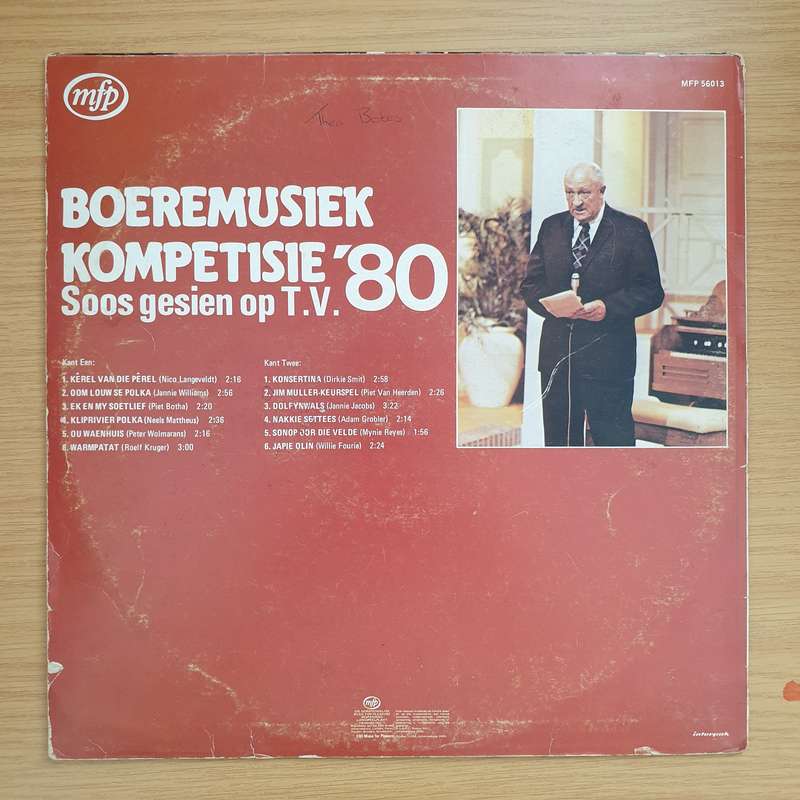 mfp
MFP 56013
BOEREMUSIEK
KOMPETISIE '80
Soos gesien op T.V.
Kant Een:
1. KÊREL VAN DIE PÊREL (Nico Langeveldt) 2:16
2. OOM LOUW SE POLKA (Jannie Williams) 2:56
3. EK EN MY SOETLIEF (Piet Botha) 2:20
4. KLIPRIVIER POLKA (Neels Mattheus) 2:36
5. OU WAENHUIS (Peter Wolmarans) 2:16
6. WARMPATAT (Roelf Kruger) 3:00
Kant Twee:
1. KONSERTINA (Dirkie Smit) 2:58
2. JIM MULLER-KEURSPEL (Piet Van Heerden) 2:26
3. DOLFYNWALS (Jannie Jacobs) 3:22
4. NAKKIE SETTEES (Adam Grobler) 2:14
5. SONOP OOR DIE VELDE (Mynie Reyes) 1:56
6. JAPIE OLIN (Willie Fourie) 2:24
mfp
interpak